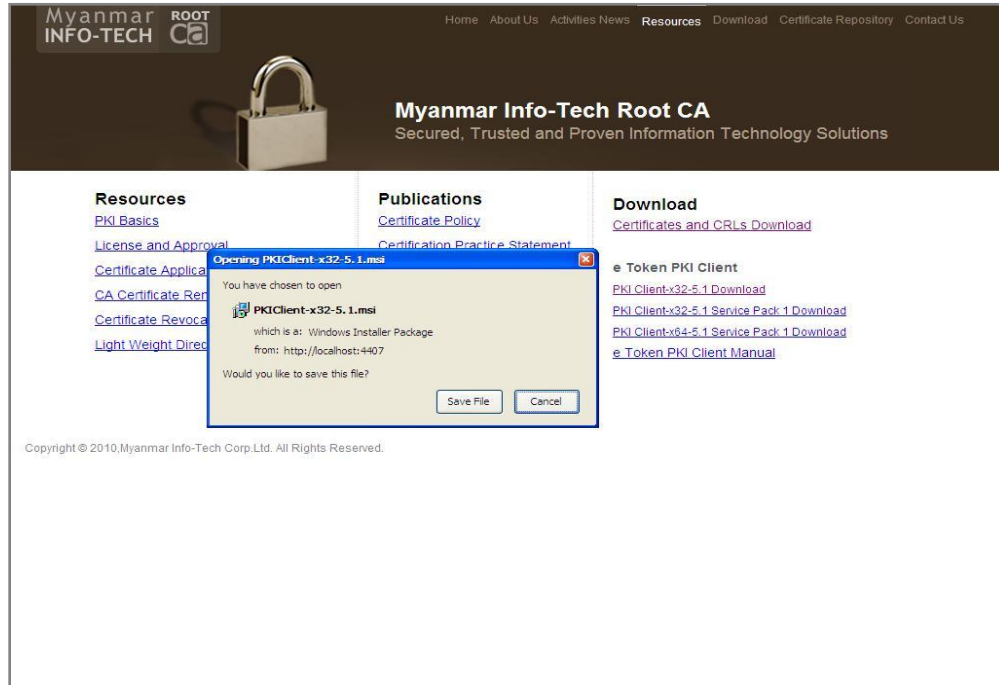 Myanmar ROOT
INFO-TECH Ca
Home About Us Activities News Resources Download Certificate Repository Contact Us
Myanmar Info-Tech Root CA
Secured, Trusted and Proven Information Technology Solutions
Resources
PKI Basics
License and Approval
Certificate Applica
CA Certificate Ren
Certificate Revoca
Light Weight Direc
Publications
Certificate Policy
Certification Practice Statement
Download
Certificates and CRLs Download
e Token PKI Client
PKI Client-x32-5.1 Download
PKI Client-x32-5.1 Service Pack 1 Download
PKI Client-x64-5.1 Service Pack 1 Download
e Token PKI Client Manual
Opening PKIClient-x32-5.1.msi
You have chosen to open
PKIClient-x32-5.1.msi
which is a: Windows Installer Package
from: http://localhost:4407
Would you like to save this file?
Save File Cancel
Copyright © 2010,Myanmar Info-Tech Corp.Ltd. All Rights Reserved.